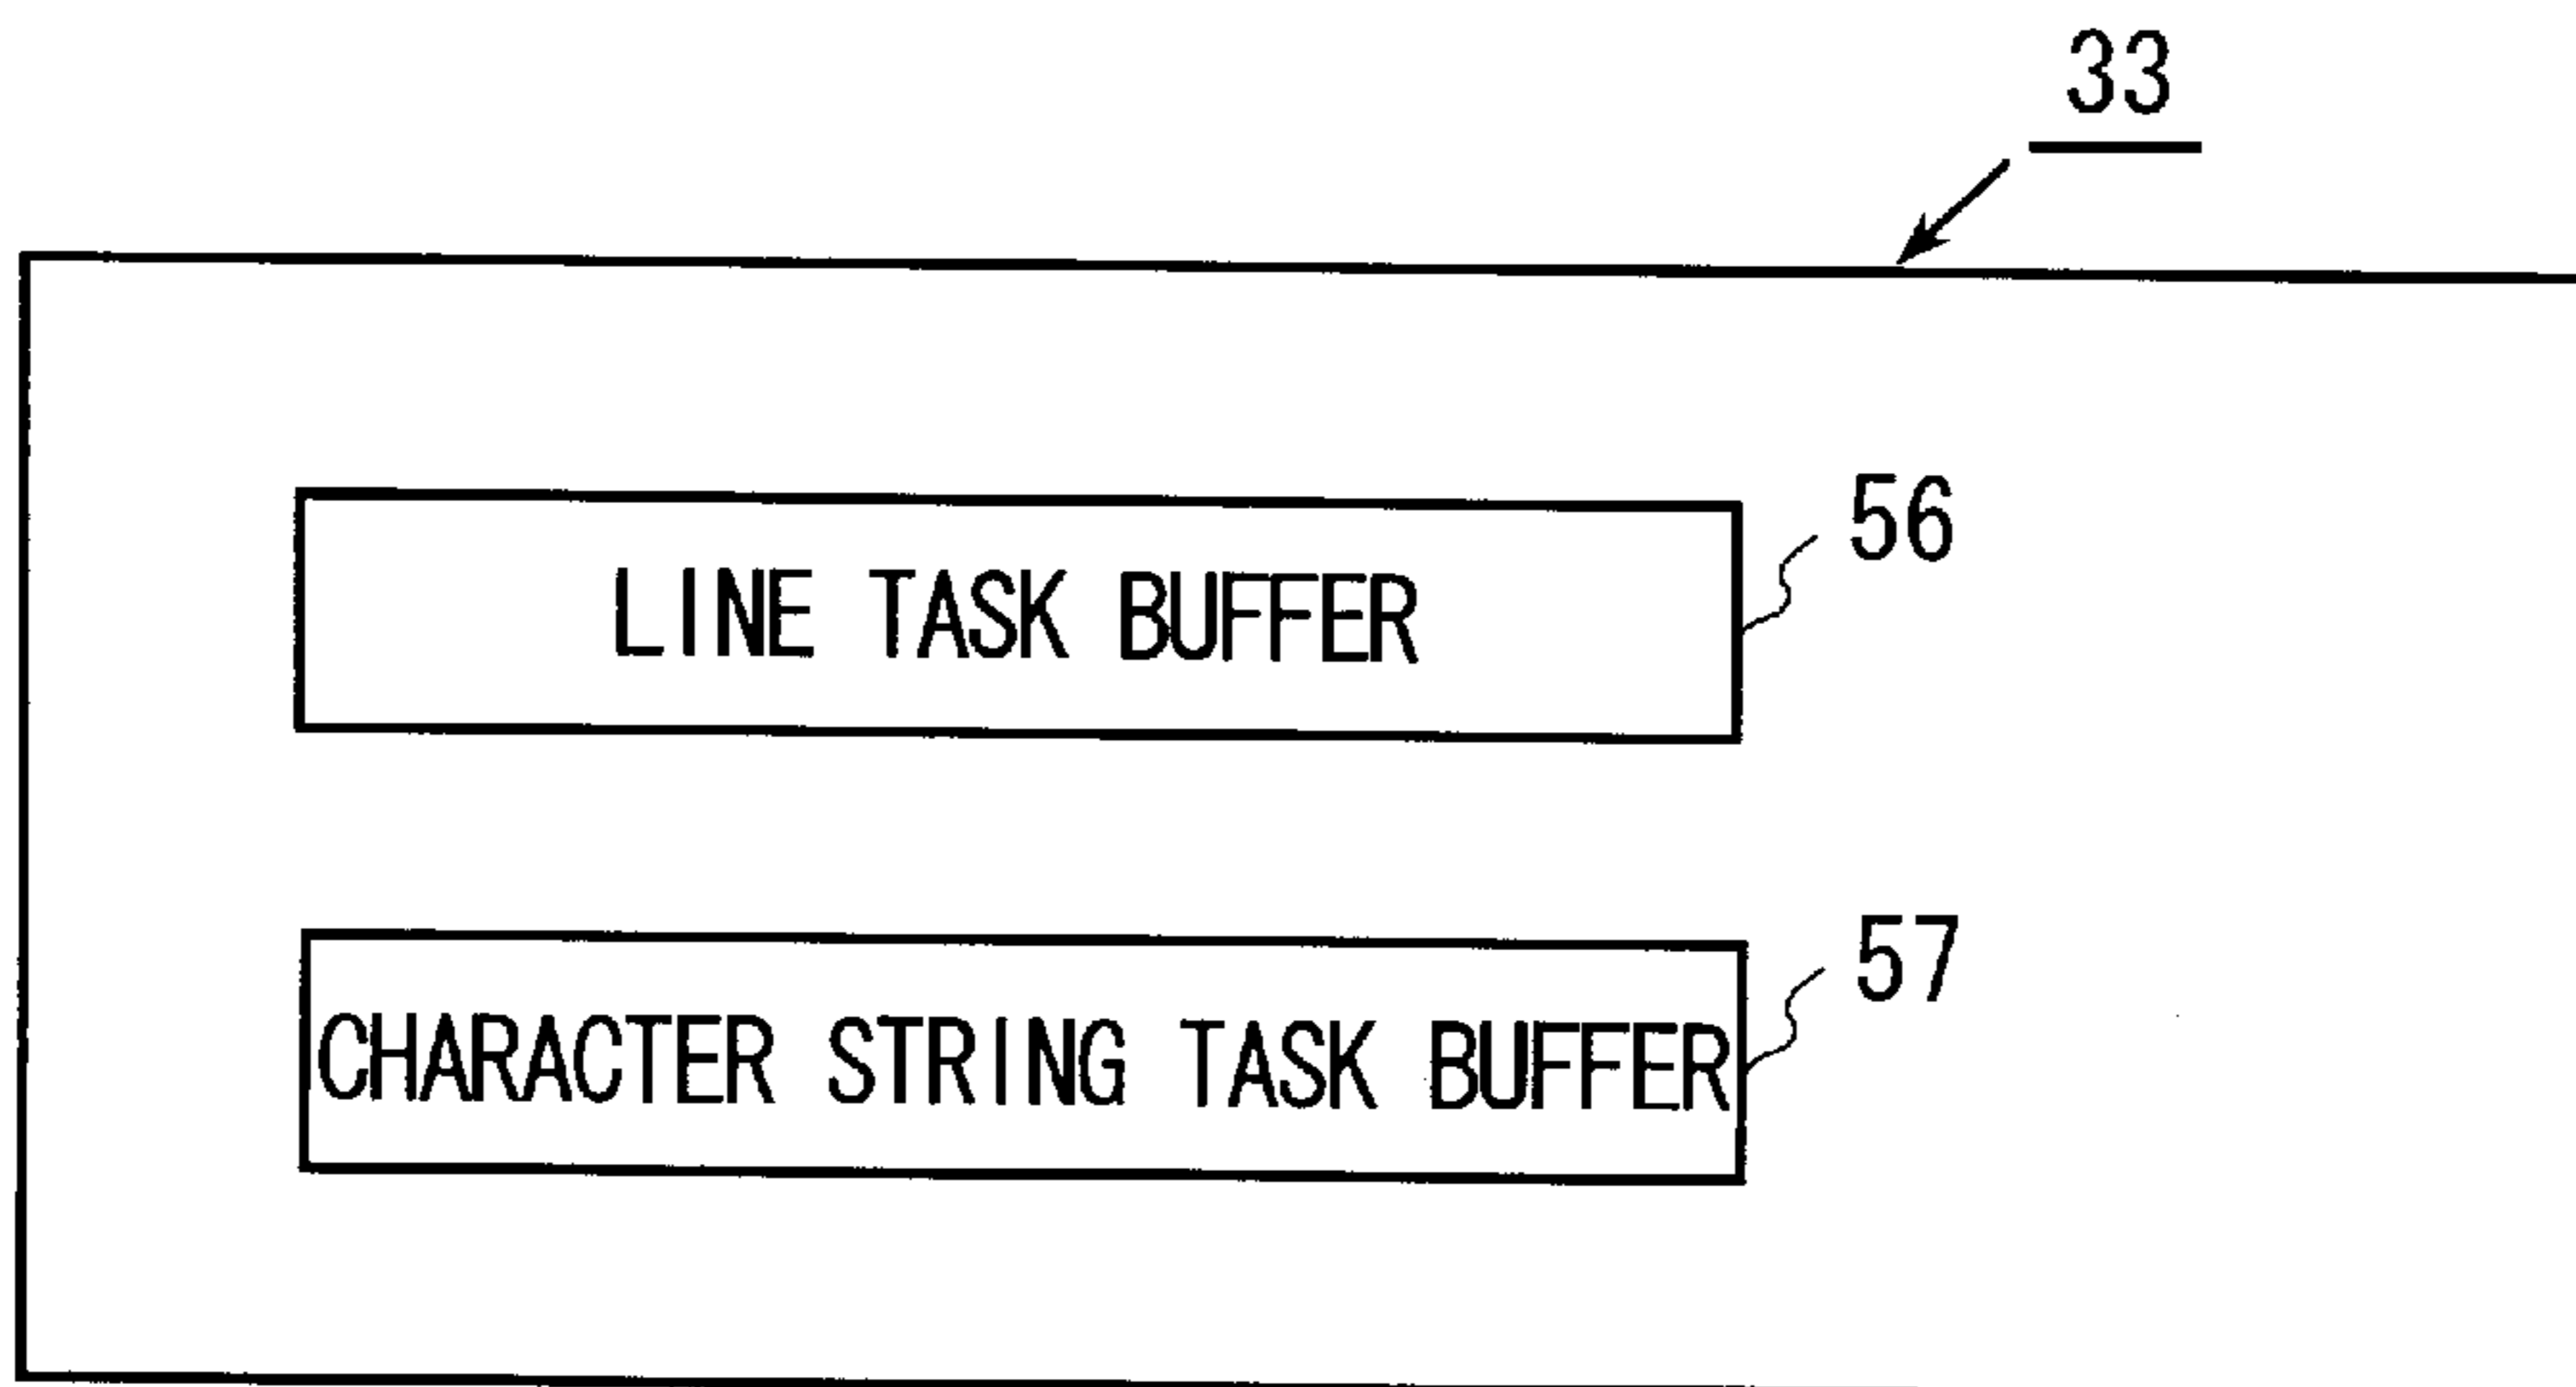 33
56
LINE TASK BUFFER
57
CHARACTER STRING TASK BUFFER